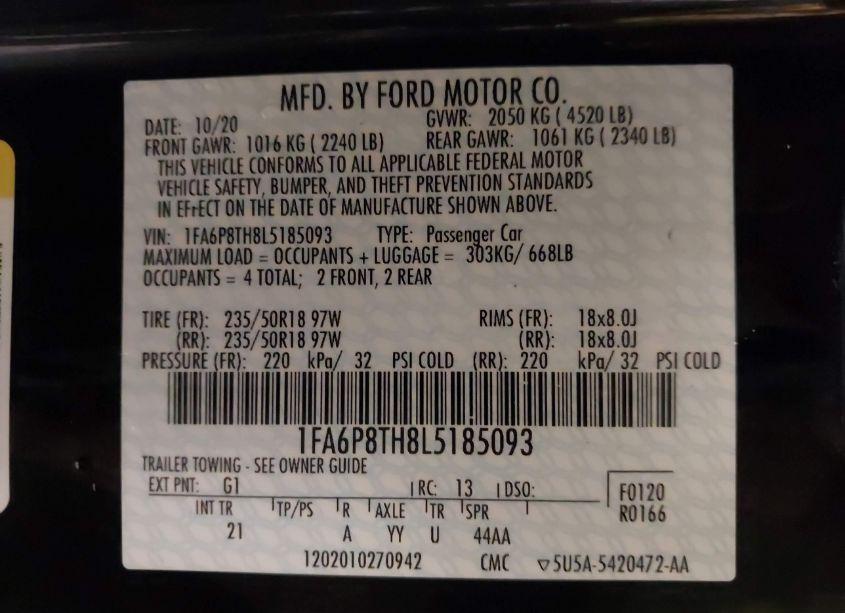 MFD. BY FORD MOTOR CO.
DATE: 10/20 GVWR: 2050 KG ( 4520 LB)
FRONT GAWR: 1016 KG ( 2240 LB) REAR GAWR: 1061 KG ( 2340 LB)
THIS VEHICLE CONFORMS TO ALL APPLICABLE FEDERAL MOTOR
VEHICLE SAFETY, BUMPER, AND THEFT PREVENTION STANDARDS
IN EFFECT ON THE DATE OF MANUFACTURE SHOWN ABOVE.
VIN: 1FA6P8TH8L5185093 TYPE: Passenger Car
MAXIMUM LOAD = OCCUPANTS + LUGGAGE = 303KG/ 668LB
OCCUPANTS = 4 TOTAL; 2 FRONT, 2 REAR
TIRE (FR): 235/50R18 97W RIMS (FR): 18x8.0J
(RR): 235/50R18 97W (RR): 18x8.0J
PRESSURE (FR): 220 kPa/ 32 PSI COLD (RR): 220 kPa/ 32 PSI COLD
1FA6P8TH8L5185093
TRAILER TOWING - SEE OWNER GUIDE
EXT PNT: G1 RC: 13 DSO: F0120
INT TR TP/PS R AXLE TR SPR R0166
21 A YY U 44AA
1202010270942 CMC ▽5U5A-5420472-AA